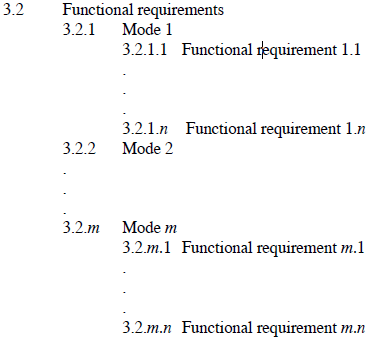 3.2 Functional requirements
3.2.1 Mode 1
3.2.1.1 Functional requirement 1.1
.
.
.
3.2.1.n Functional requirement 1.n
3.2.2 Mode 2
.
.
.
3.2.m Mode m
3.2.m.1 Functional requirement m.1
.
.
.
3.2.m.n Functional requirement m.n